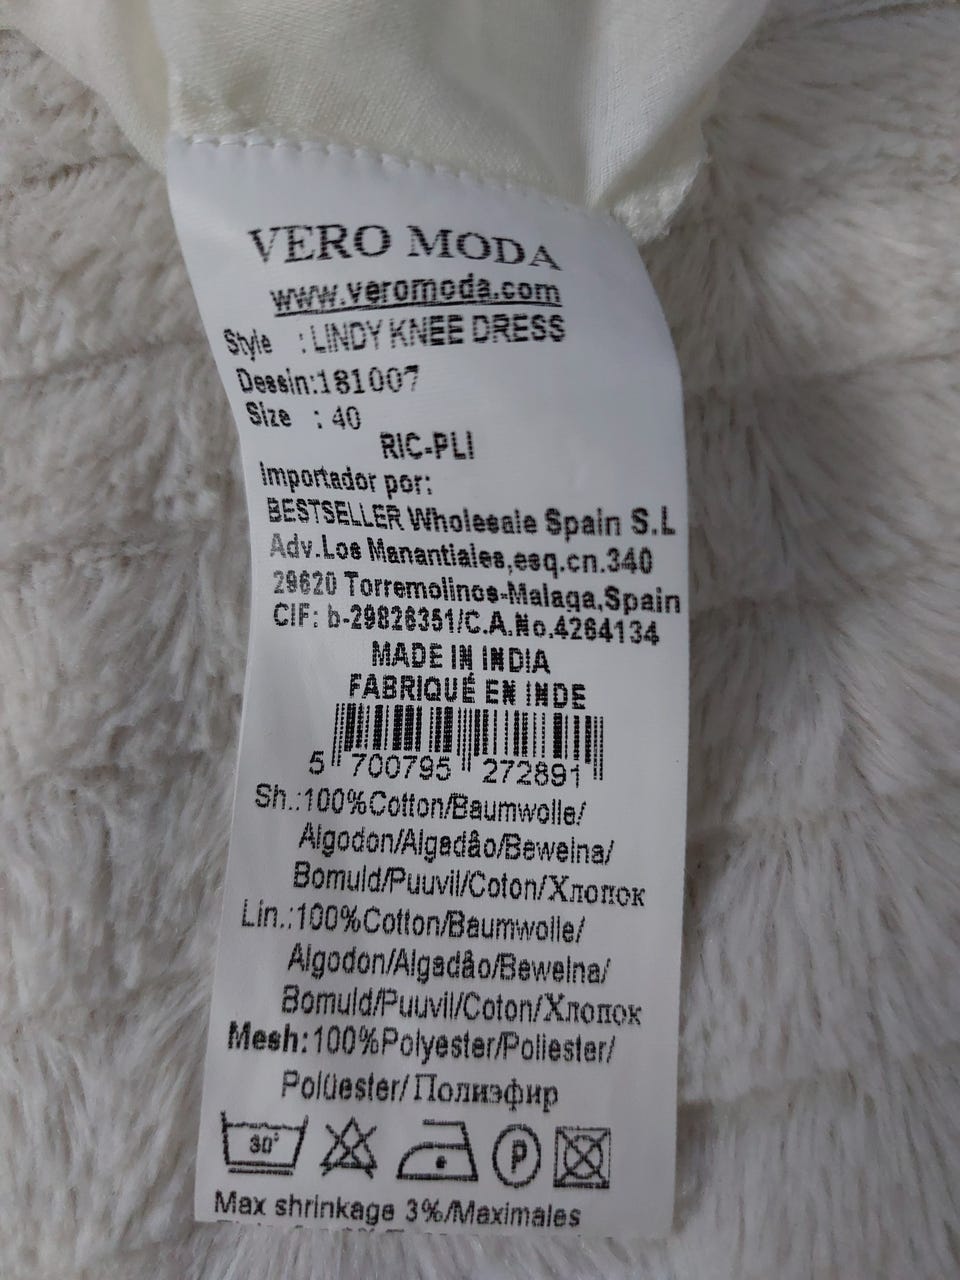 VERO MODA
www.veromoda.com
Style : LINDY KNEE DRESS
Dessin:181007
Size : 40
RIC-PLI
Importador por:
BESTSELLER Wholesale Spain S.L
Adv.Los Manantiales,esq.cn.340
29620 Torremolinos-Malaga,Spain
CIF: b-29826351/C.A.No.4264134
MADE IN INDIA
FABRIQUÉ EN INDE
5 700795 272891
Sh.:100%Cotton/Baumwolle/
Algodon/Algadâo/Bewelna/
Bomuld/Puuvil/Coton/Хлопок
Lin.:100%Cotton/Baumwolle/
Algodon/Algadâo/Bewelna/
Bomuld/Puuvil/Coton/Хлопок
Mesh:100%Polyester/Poliester/
Polüester/Полиэфир
30°
P
Max shrinkage 3%/Maximales